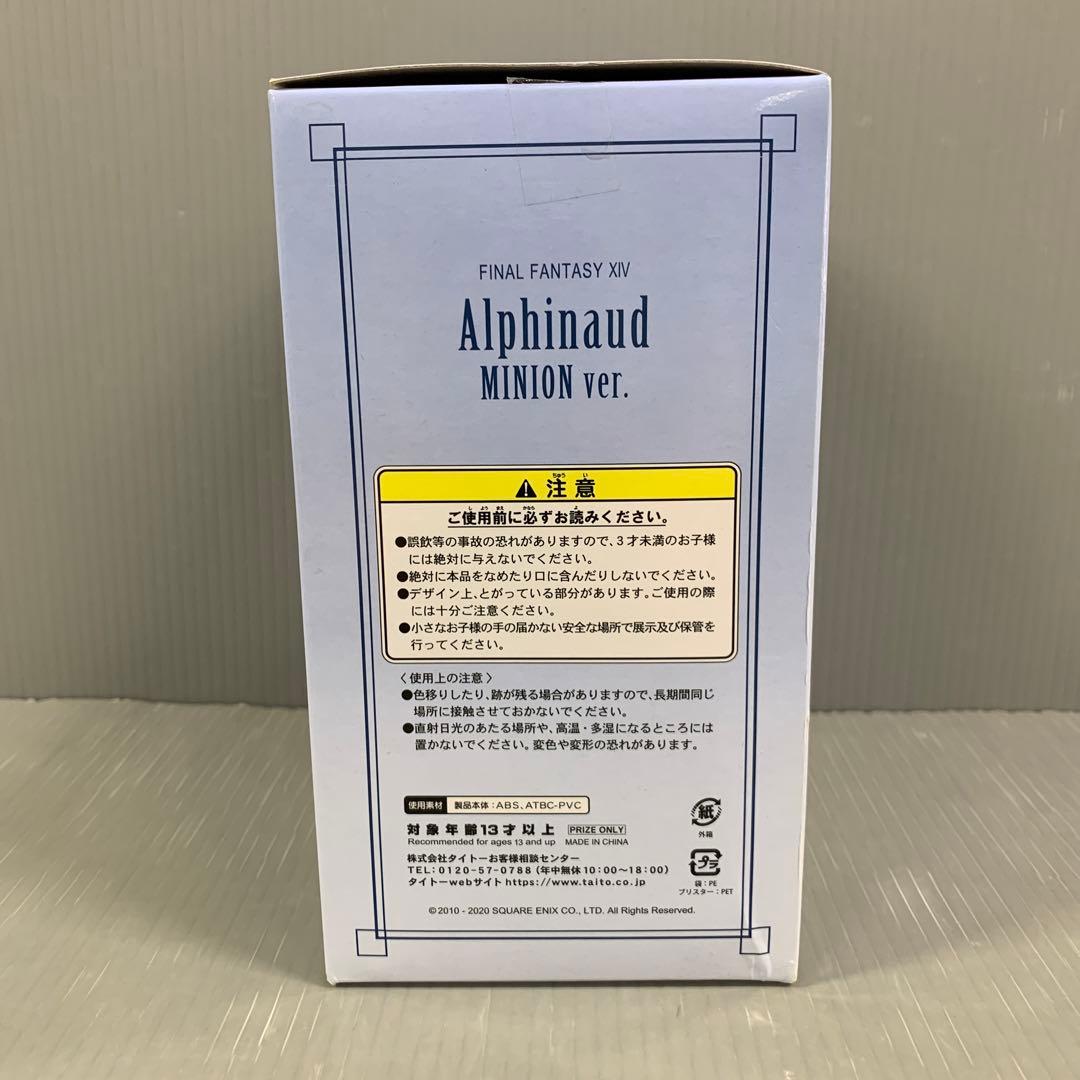 FINAL FANTASY XIV
Alphinaud
MINION ver.
⚠ 注意
ご使用前に必ずお読みください。
●誤飲等の事故の恐れがありますので、3才未満のお子様
には絶対に与えないでください。
●絶対に本品をなめたり口に含んだりしないでください。
●デザイン上、とがっている部分があります。ご使用の際
には十分ご注意ください。
●小さなお子様の手の届かない安全な場所で展示及び保管を
行ってください。
〈使用上の注意〉
●色移りしたり、跡が残る場合がありますので、長期間同じ
場所に接触させておかないでください。
●直射日光のあたる場所や、高温・多湿になるところには
置かないでください。変色や変形の恐れがあります。
使用素材 製品本体:ABS、ATBC-PVC
対象年齢13才以上 PRIZE ONLY
Recommended for ages 13 and up MADE IN CHINA
株式会社タイトーお客様相談センター
TEL:0120-57-0788(年中無休10:00〜18:00)
タイトーwebサイト https://www.taito.co.jp
紙
外箱
プラ
袋:PE
ブリスター:PET
©2010 - 2020 SQUARE ENIX CO., LTD. All Rights Reserved.